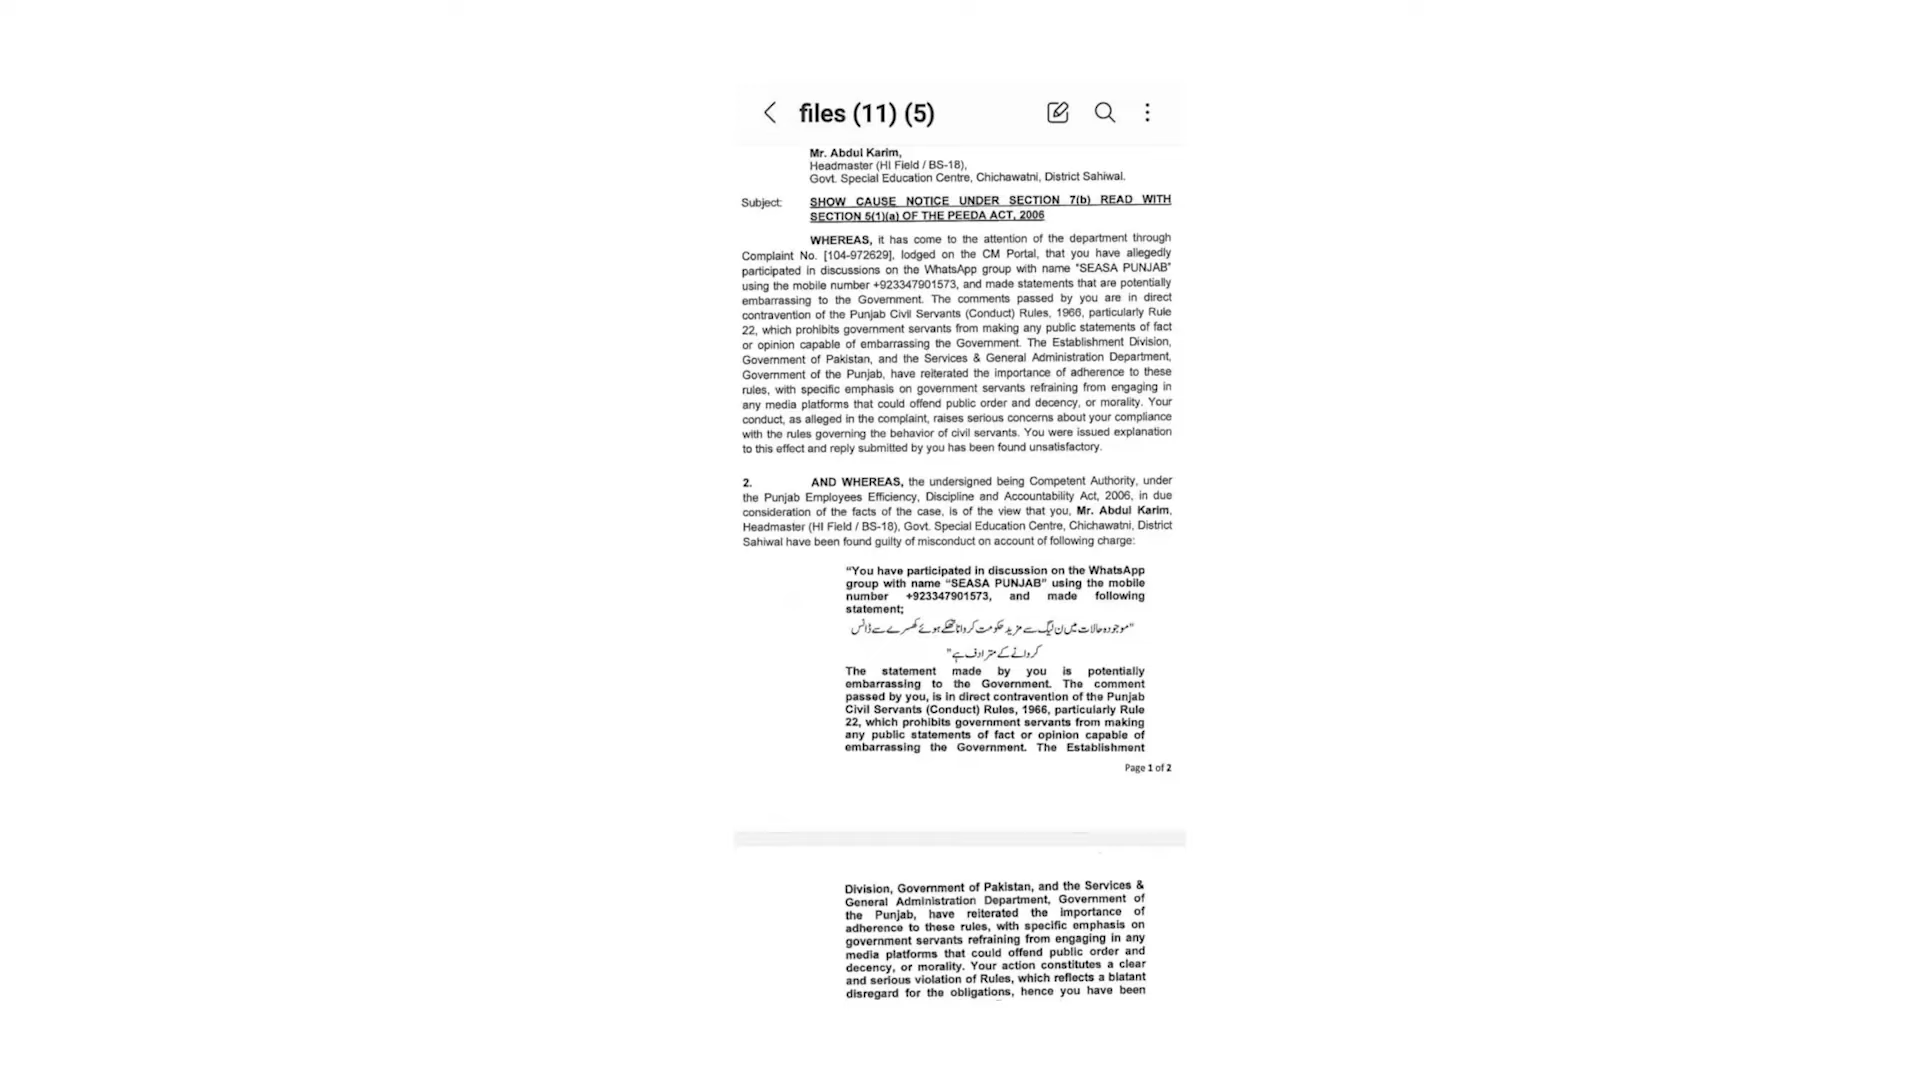 files (11) (5)
Mr. Abdul Karim,
Headmaster (HI Field / BS-18),
Govt. Special Education Centre, Chichawatni, District Sahiwal.
Subject: SHOW CAUSE NOTICE UNDER SECTION 7(b) READ WITH
SECTION 5(1)(a) OF THE PEEDA ACT, 2006
WHEREAS, it has come to the attention of the department through
Complaint No. [104-972629], lodged on the CM Portal, that you have allegedly
participated in discussions on the WhatsApp group with name "SEASA PUNJAB"
using the mobile number +923347901573, and made statements that are potentially
embarrassing to the Government. The comments passed by you are in direct
contravention of the Punjab Civil Servants (Conduct) Rules, 1966, particularly Rule
22, which prohibits government servants from making any public statements of fact
or opinion capable of embarrassing the Government. The Establishment Division,
Government of Pakistan, and the Services & General Administration Department,
Government of the Punjab, have reiterated the importance of adherence to these
rules, with specific emphasis on government servants refraining from engaging in
any media platforms that could offend public order and decency, or morality. Your
conduct, as alleged in the complaint, raises serious concerns about your compliance
with the rules governing the behavior of civil servants. You were issued explanation
to this effect and reply submitted by you has been found unsatisfactory.
2. AND WHEREAS, the undersigned being Competent Authority, under
the Punjab Employees Efficiency, Discipline and Accountability Act, 2006, in due
consideration of the facts of the case, is of the view that you, Mr. Abdul Karim,
Headmaster (HI Field / BS-18), Govt. Special Education Centre, Chichawatni, District
Sahiwal have been found guilty of misconduct on account of following charge:
"You have participated in discussion on the WhatsApp
group with name "SEASA PUNJAB" using the mobile
number +923347901573, and made following
statement;
"موجودہ حالات میں ن لیگ سے مزید حکومت کروانا تھکے ہوئے کھسرے سے ڈانس
کروانے کے مترادف ہے"
The statement made by you is potentially
embarrassing to the Government. The comment
passed by you, is in direct contravention of the Punjab
Civil Servants (Conduct) Rules, 1966, particularly Rule
22, which prohibits government servants from making
any public statements of fact or opinion capable of
embarrassing the Government. The Establishment
Page 1 of 2
Division, Government of Pakistan, and the Services &
General Administration Department, Government of
the Punjab, have reiterated the importance of
adherence to these rules, with specific emphasis on
government servants refraining from engaging in any
media platforms that could offend public order and
decency, or morality. Your action constitutes a clear
and serious violation of Rules, which reflects a blatant
disregard for the obligations, hence you have been